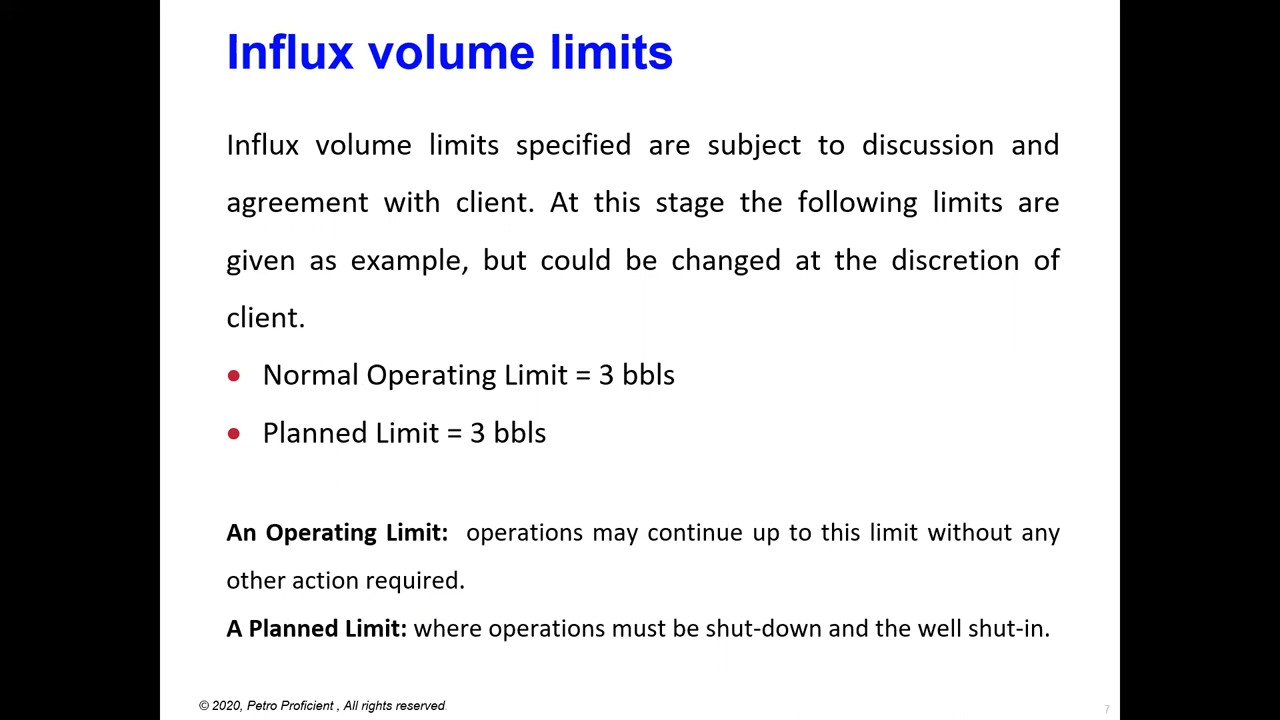 Influx volume limits
Influx volume limits specified are subject to discussion and
agreement with client. At this stage the following limits are
given as example, but could be changed at the discretion of
client.
• Normal Operating Limit = 3 bbls
• Planned Limit = 3 bbls
An Operating Limit: operations may continue up to this limit without any
other action required.
A Planned Limit: where operations must be shut-down and the well shut-in.
© 2020, Petro Proficient , All rights reserved
7